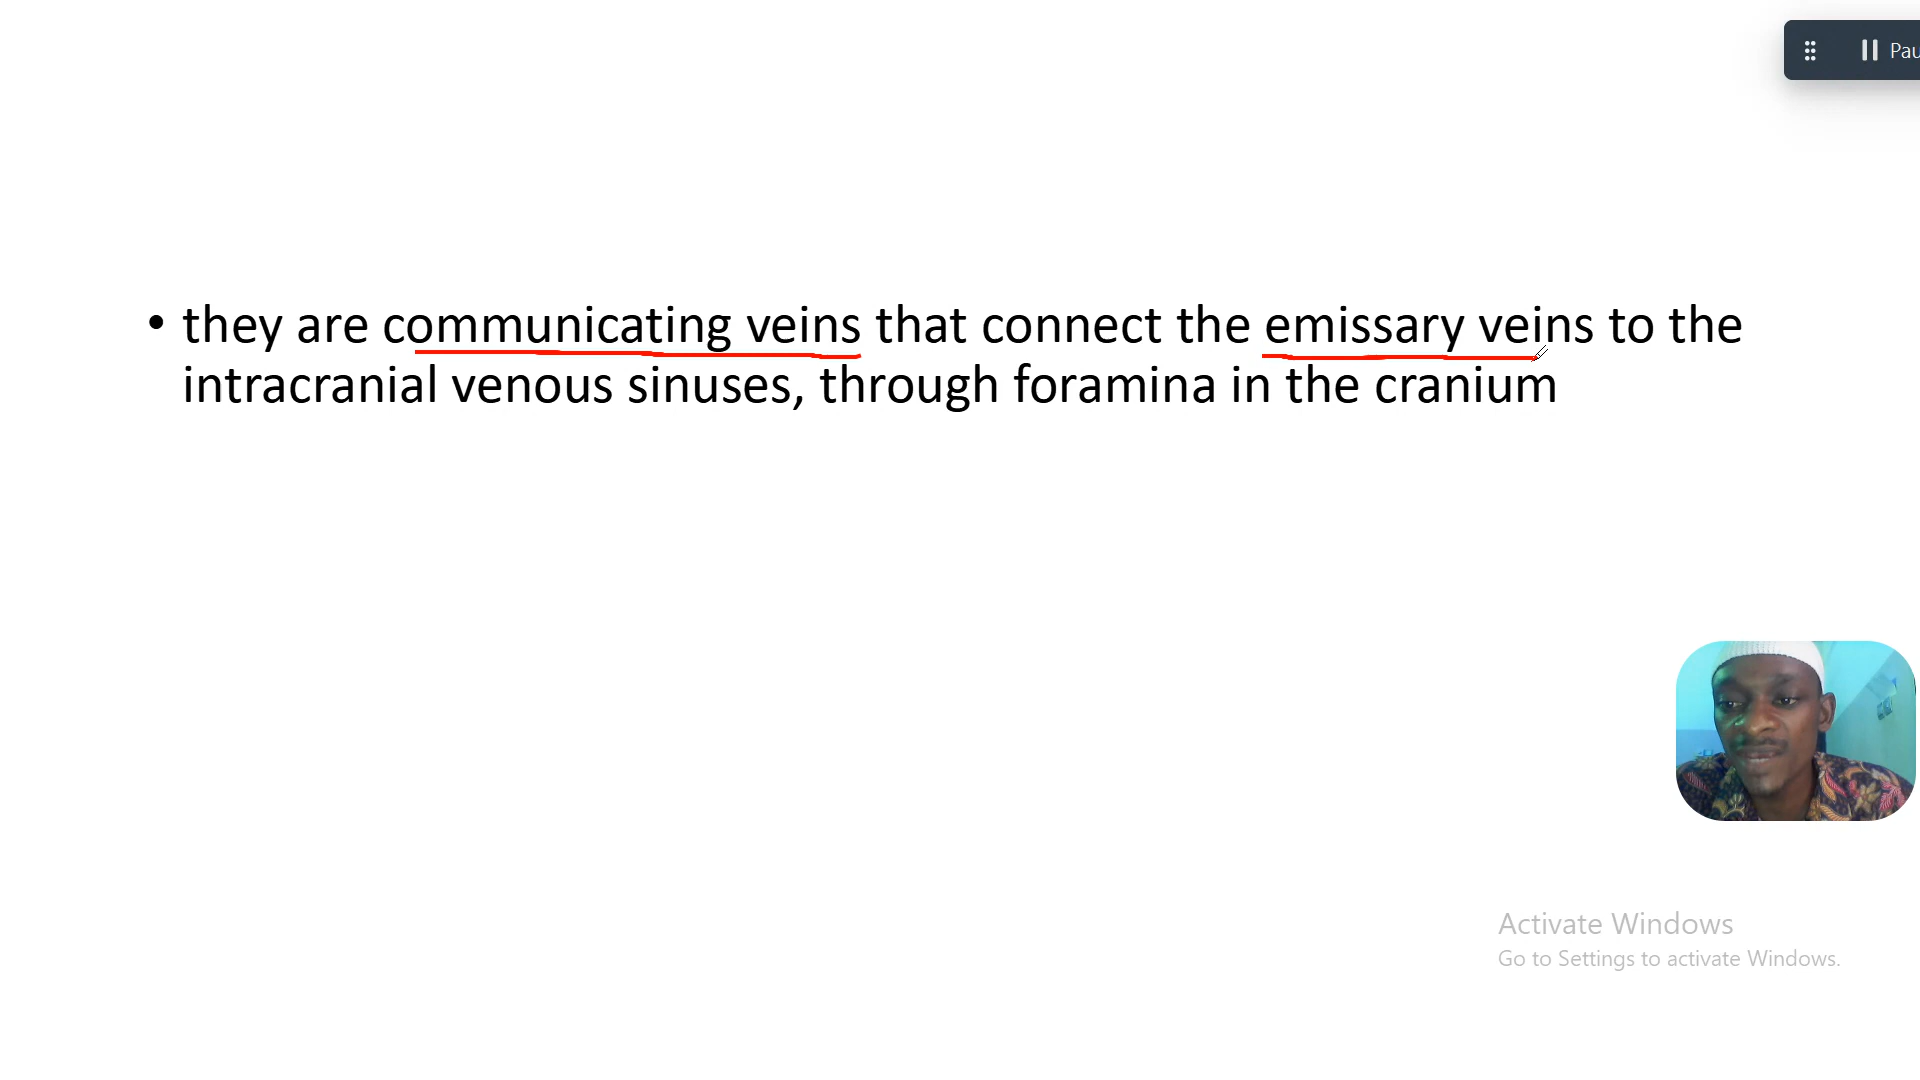 Pau
• they are communicating veins that connect the emissary veins to the
intracranial venous sinuses, through foramina in the cranium
Activate Windows
Go to Settings to activate Windows.